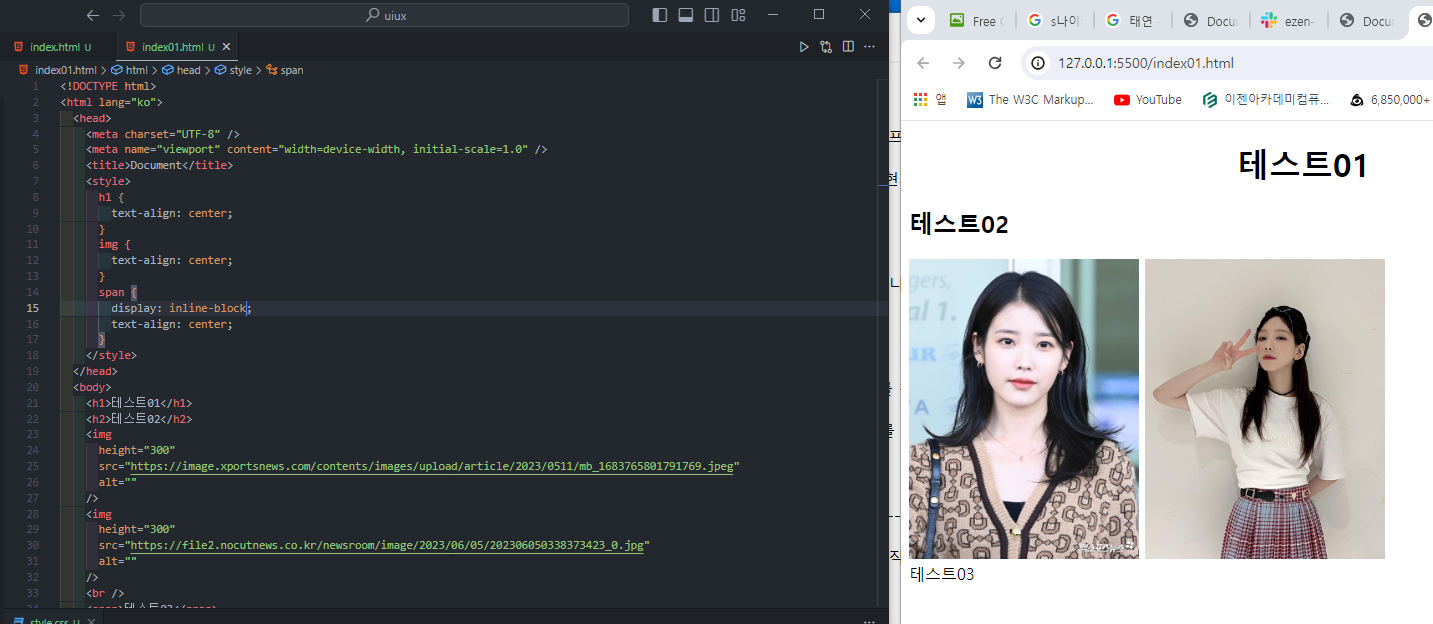 uiux
index.html U
index01.html U
index01.html > html > head > style > span
1 <!DOCTYPE html>
2 <html lang="ko">
3 <head>
4 <meta charset="UTF-8" />
5 <meta name="viewport" content="width=device-width, initial-scale=1.0" />
6 <title>Document</title>
7 <style>
8 h1 {
9 text-align: center;
10 }
11 img {
12 text-align: center;
13 }
14 span {
15 display: inline-block;
16 text-align: center;
17 }
18 </style>
19 </head>
20 <body>
21 <h1>테스트01</h1>
22 <h2>테스트02</h2>
23 <img
24 height="300"
25 src="https://image.xportsnews.com/contents/images/upload/article/2023/0511/mb_1683765801791769.jpeg"
26 alt=""
27 />
28 <img
29 height="300"
30 src="https://file2.nocutnews.co.kr/newsroom/image/2023/06/05/202306050338373423_0.jpg"
31 alt=""
32 />
33 <br />
34 <span>테스트03</span>
style.css U
Free
s나이
태연
Docu
ezen-
Docu
127.0.0.1:5500/index01.html
앱
W3 The W3C Markup...
YouTube
이젠아카데미컴퓨...
6,850,000+
테스트01
테스트02
테스트03